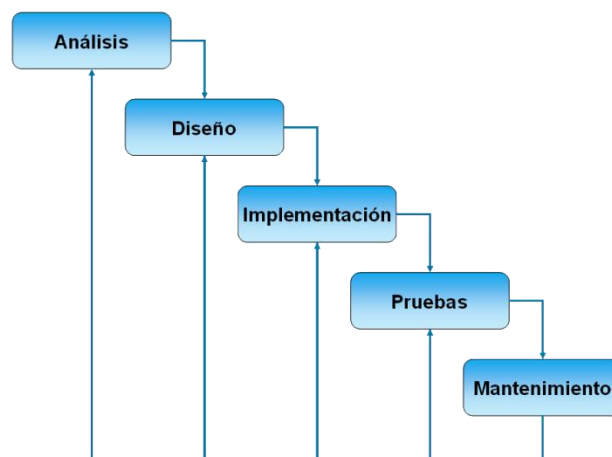 Análisis
Diseño
Implementación
Pruebas
Mantenimiento